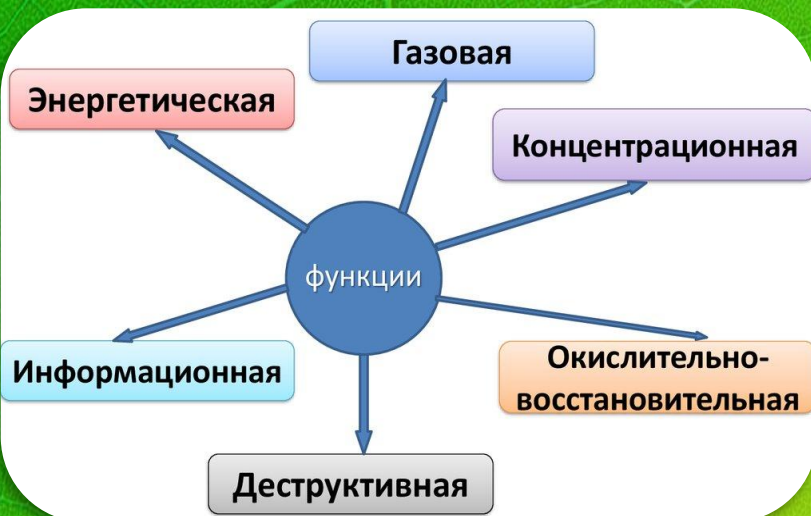 Газовая
Энергетическая
Концентрационная
функции
Информационная
Окислительно-
восстановительная
Деструктивная